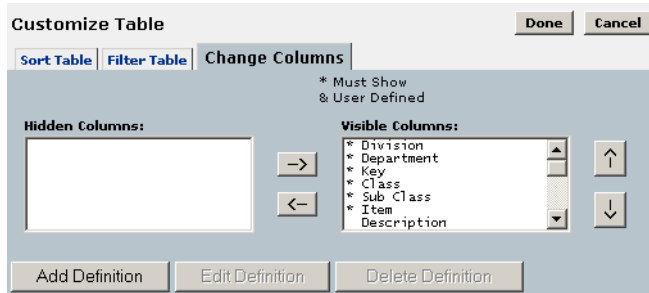 Customize Table
Done
Cancel
Sort Table
Filter Table
Change Columns
* Must Show
& User Defined
Hidden Columns:
Visible Columns:
* Division
* Department
* Key
* Class
* Sub Class
* Item
Description
-->
<--
Add Definition
Edit Definition
Delete Definition